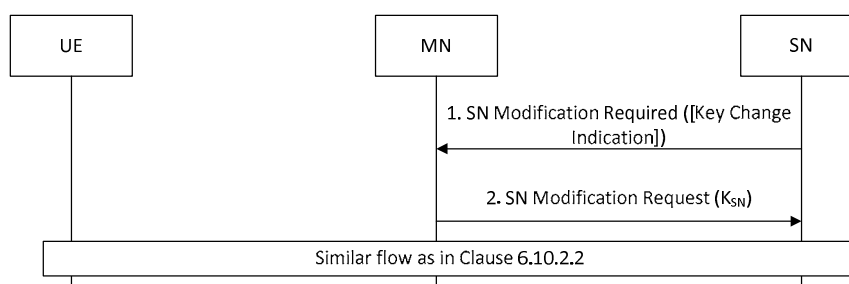 UE
MN
SN
1. SN Modification Required ([Key Change
Indication])
2. SN Modification Request (KSN)
Similar flow as in Clause 6.10.2.2